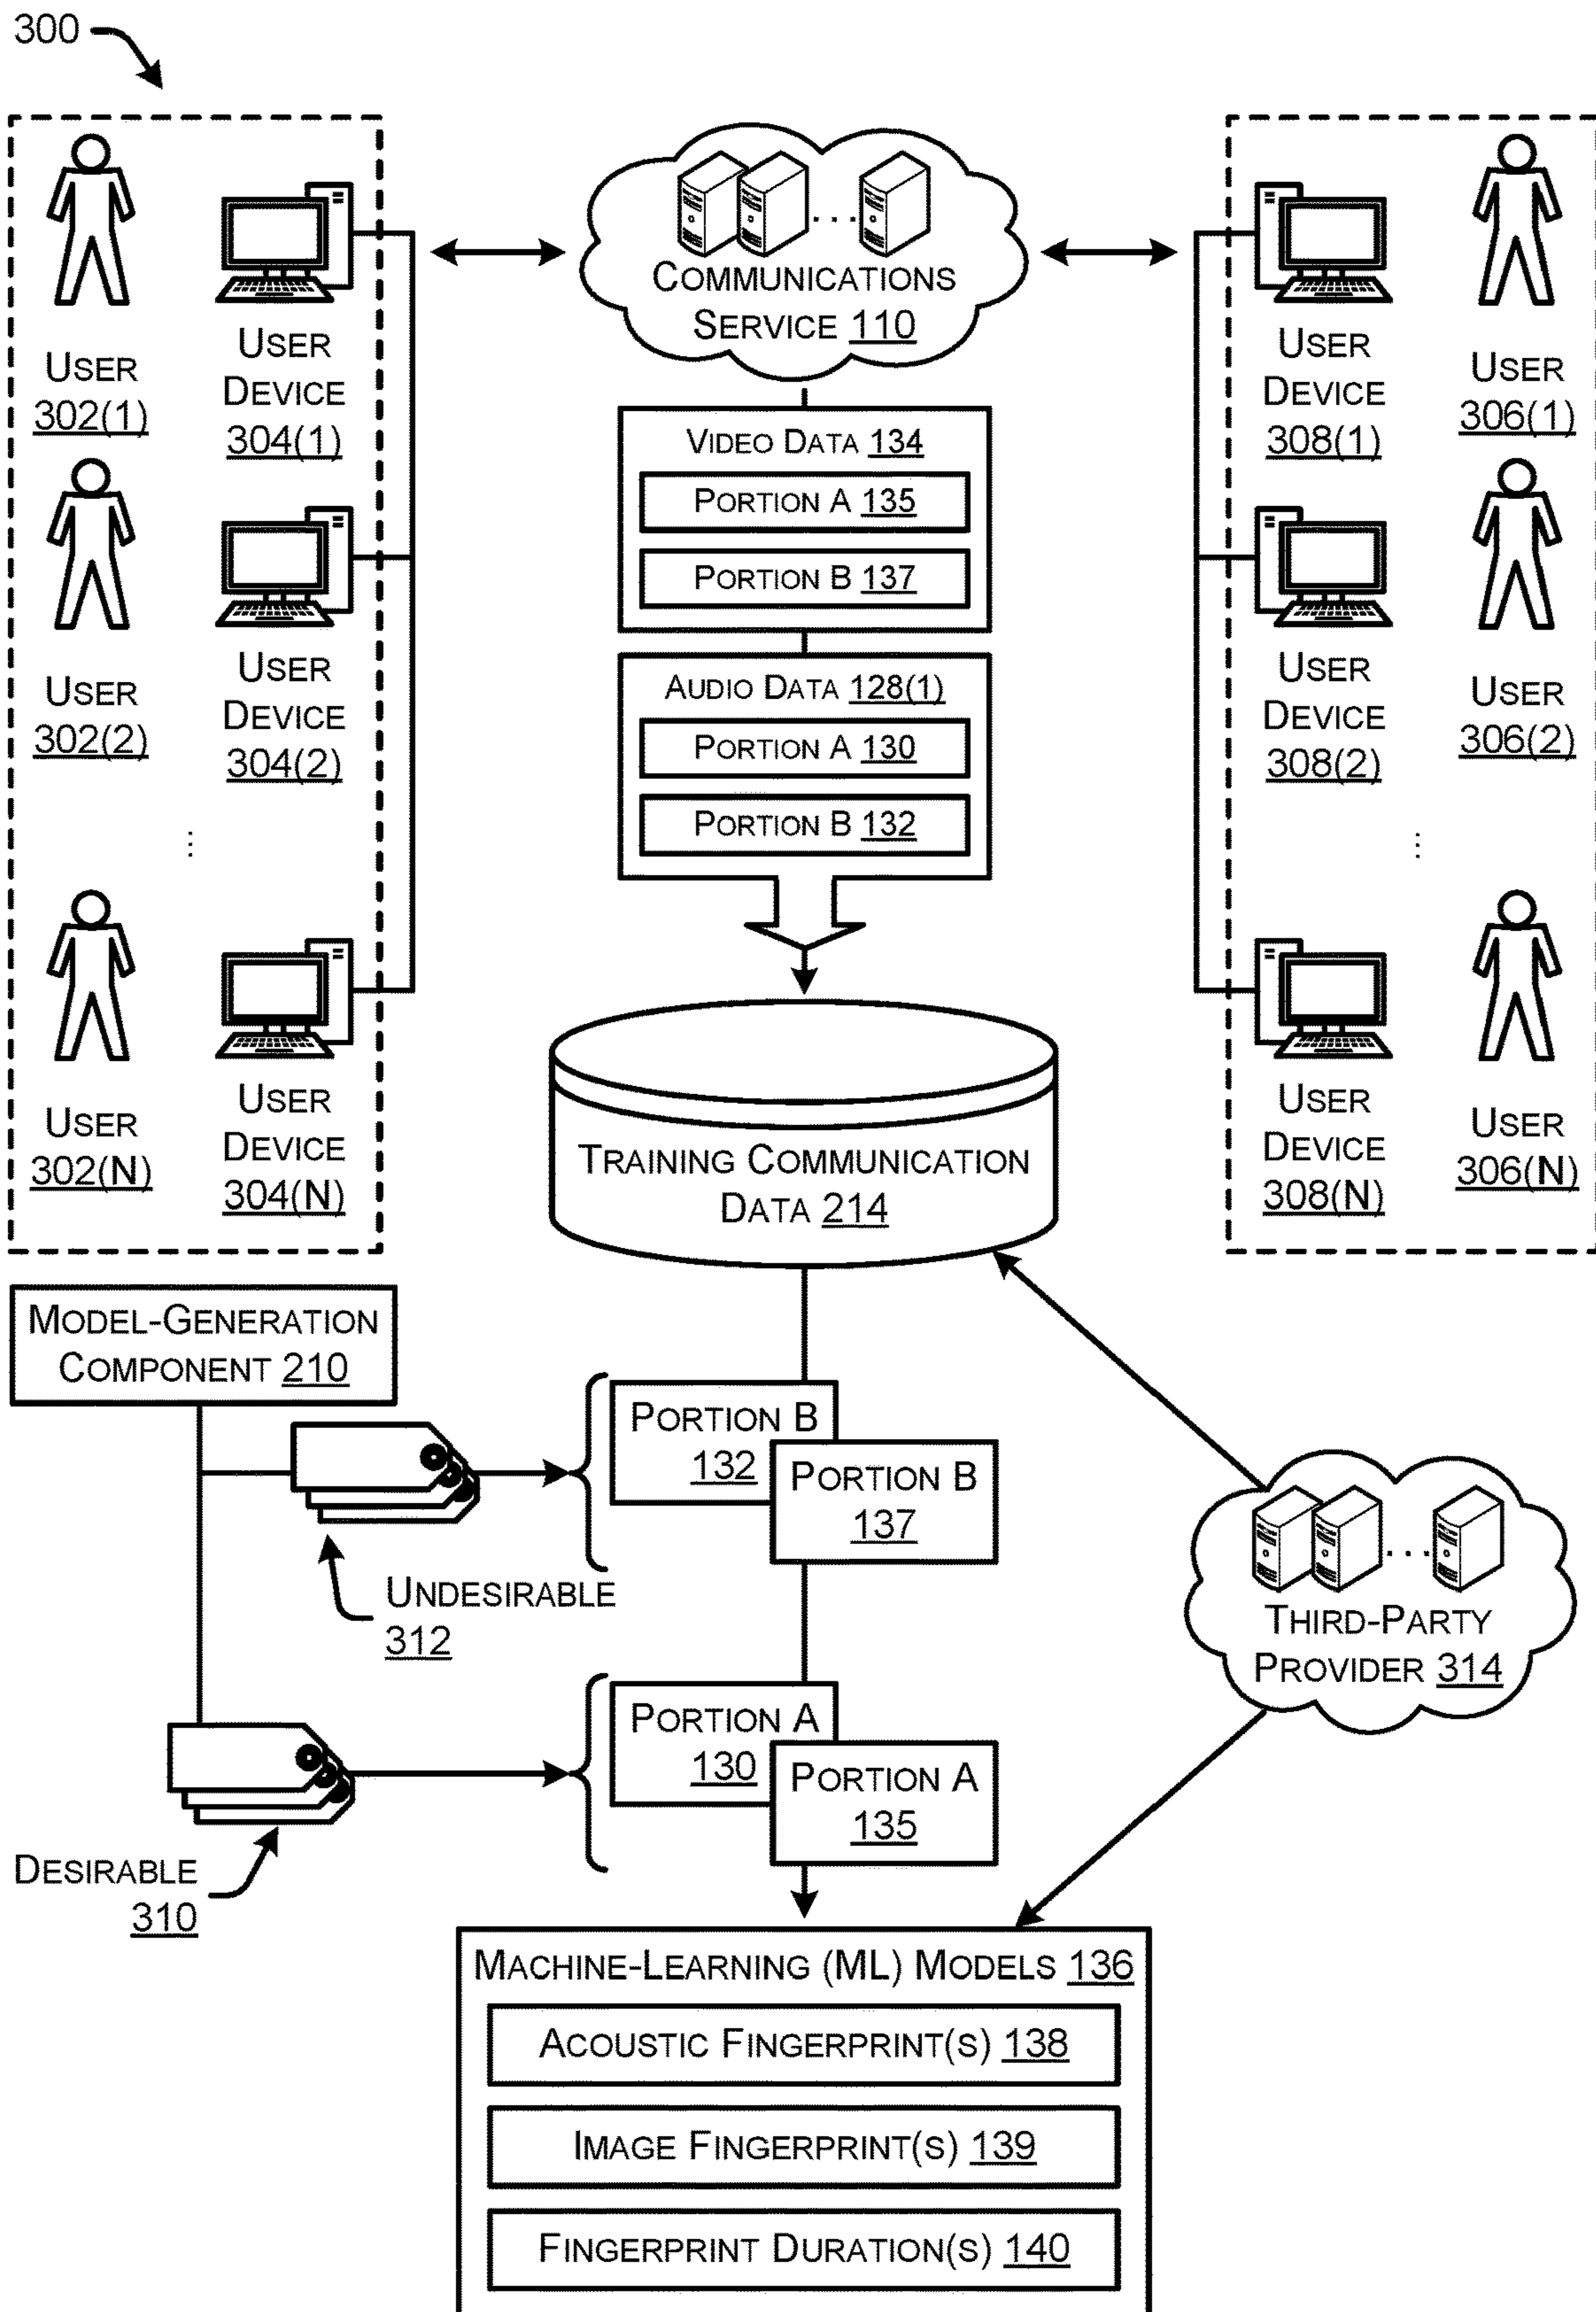 300
USER
302(1)
USER
DEVICE
304(1)
USER
302(2)
USER
DEVICE
304(2)
...
USER
302(N)
USER
DEVICE
304(N)
...
COMMUNICATIONS
SERVICE 110
VIDEO DATA 134
PORTION A 135
PORTION B 137
AUDIO DATA 128(1)
PORTION A 130
PORTION B 132
USER
DEVICE
308(1)
USER
306(1)
USER
DEVICE
308(2)
USER
306(2)
...
USER
DEVICE
308(N)
USER
306(N)
TRAINING COMMUNICATION
DATA 214
MODEL-GENERATION
COMPONENT 210
PORTION B
132
PORTION B
137
UNDESIRABLE
312
PORTION A
130
PORTION A
135
DESIRABLE
310
...
THIRD-PARTY
PROVIDER 314
MACHINE-LEARNING (ML) MODELS 136
ACOUSTIC FINGERPRINT(S) 138
IMAGE FINGERPRINT(S) 139
FINGERPRINT DURATION(S) 140